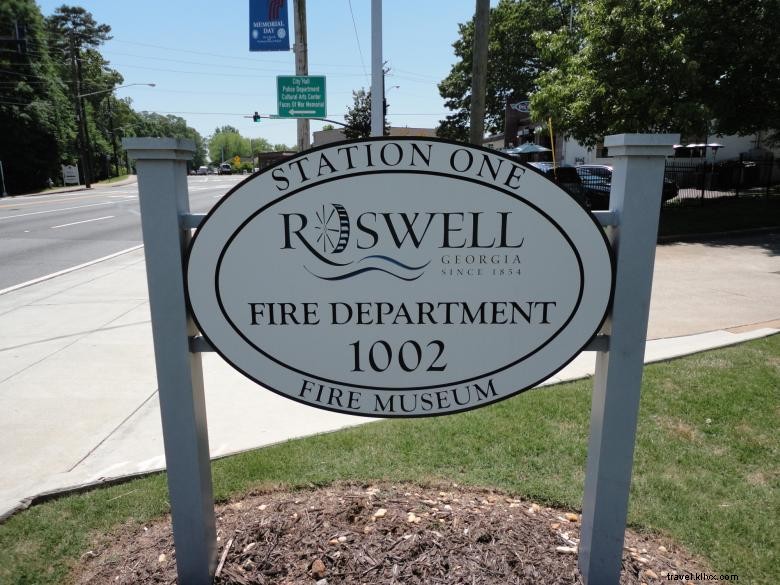 MEMORIAL
DAY
City Hall
Police Department
Cultural Arts Center
Faces Of War Memorial
STATION ONE
ROSWELL
GEORGIA
SINCE 1854
FIRE DEPARTMENT
1002
FIRE MUSEUM
travel.klhcx.com